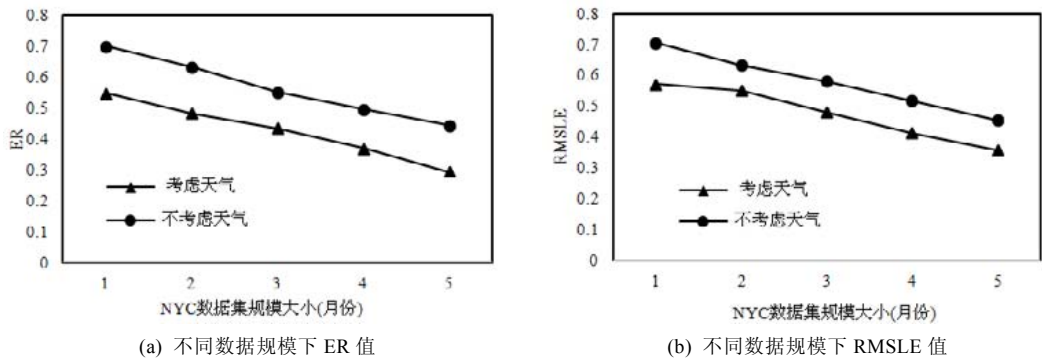 0.8
0.7
0.6
0.5
0.4
0.3
0.2
0.1
0
ER
考虑天气
不考虑天气
1 2 3 4 5
NYC数据集规模大小(月份)
(a) 不同数据规模下 ER 值
0.8
0.7
0.6
0.5
0.4
0.3
0.2
0.1
0
RMSLE
考虑天气
不考虑天气
1 2 3 4 5
NYC数据集规模大小(月份)
(b) 不同数据规模下 RMSLE 值